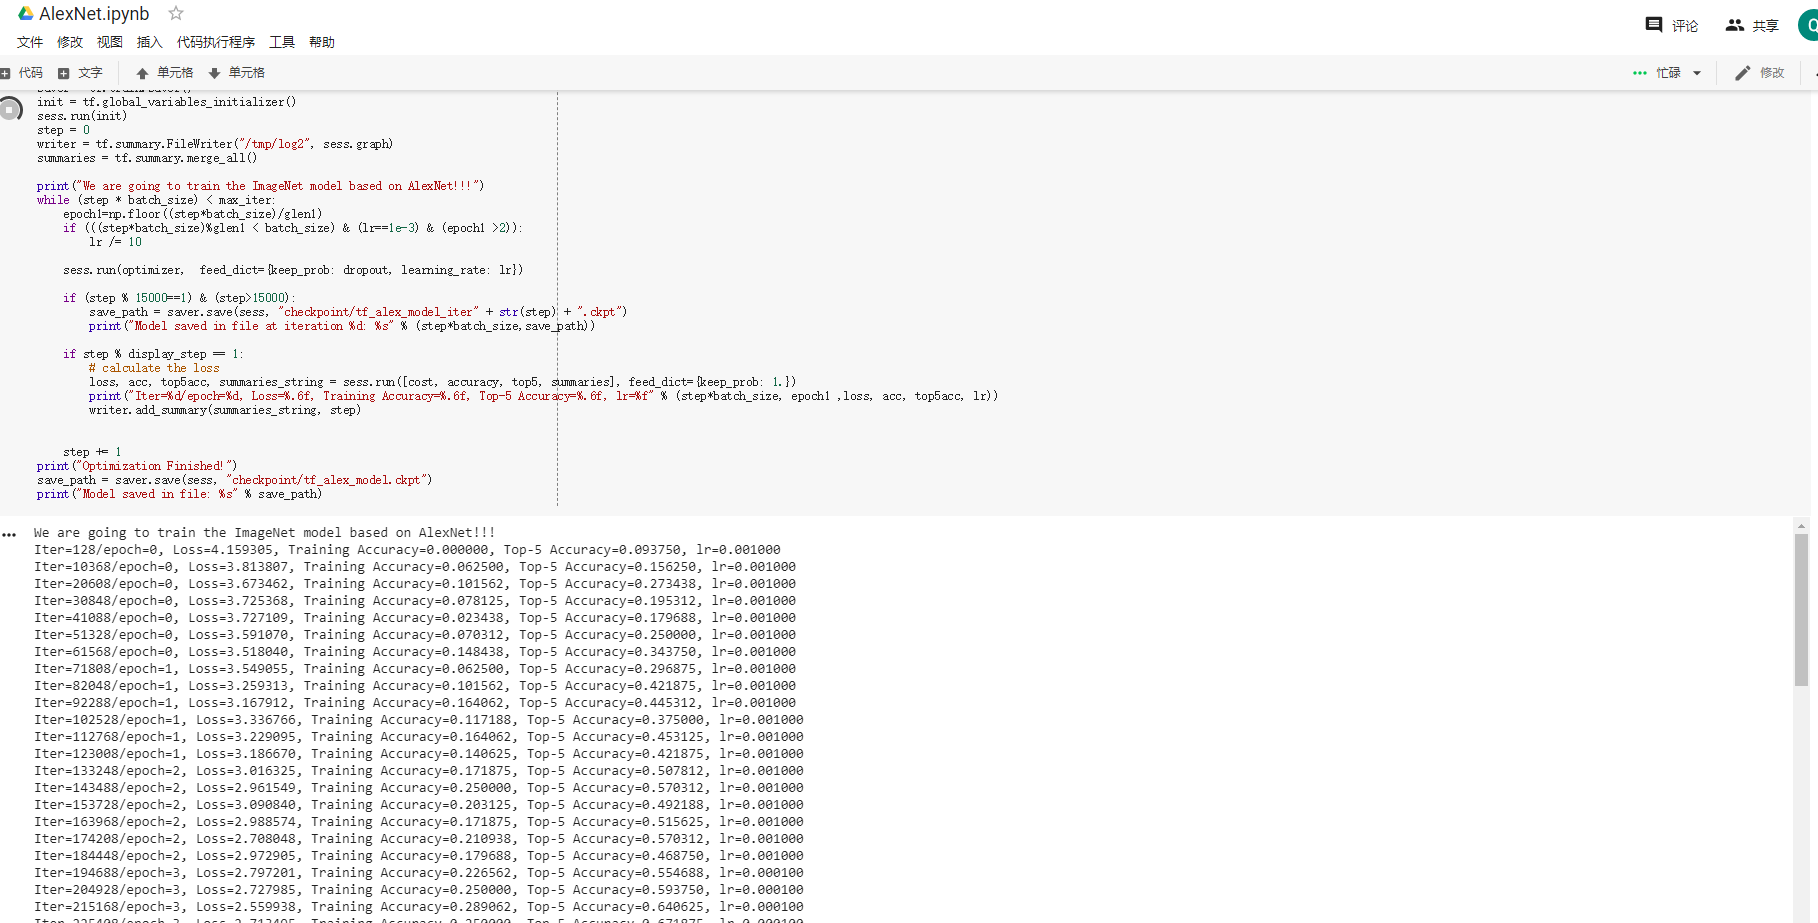 AlexNet.ipynb
评论 共享 Q
文件 修改 视图 插入 代码执行程序 工具 帮助
代码 文字 单元格 单元格 忙碌 修改
init = tf.global_variables_initializer()
sess.run(init)
step = 0
writer = tf.summary.FileWriter("/tmp/log2", sess.graph)
summaries = tf.summary.merge_all()
print("We are going to train the ImageNet model based on AlexNet!!!")
while (step * batch_size) < max_iter:
epoch1=np.floor((step*batch_size)/glen1)
if (((step*batch_size)%glen1 < batch_size) & (lr==1e-3) & (epoch1 >2)):
lr /= 10
sess.run(optimizer, feed_dict={keep_prob: dropout, learning_rate: lr})
if (step % 15000==1) & (step>15000):
save_path = saver.save(sess, "checkpoint/tf_alex_model_iter" + str(step) + ".ckpt")
print("Model saved in file at iteration %d: %s" % (step*batch_size,save_path))
if step % display_step == 1:
# calculate the loss
loss, acc, top5acc, summaries_string = sess.run([cost, accuracy, top5, summaries], feed_dict={keep_prob: 1.})
print("Iter=%d/epoch=%d, Loss=%.6f, Training Accuracy=%.6f, Top-5 Accuracy=%.6f, lr=%f" % (step*batch_size, epoch1 ,loss, acc, top5acc, lr))
writer.add_summary(summaries_string, step)
step += 1
print("Optimization Finished!")
save_path = saver.save(sess, "checkpoint/tf_alex_model.ckpt")
print("Model saved in file: %s" % save_path)
We are going to train the ImageNet model based on AlexNet!!!
Iter=128/epoch=0, Loss=4.159305, Training Accuracy=0.000000, Top-5 Accuracy=0.093750, lr=0.001000
Iter=10368/epoch=0, Loss=3.813807, Training Accuracy=0.062500, Top-5 Accuracy=0.156250, lr=0.001000
Iter=20608/epoch=0, Loss=3.673462, Training Accuracy=0.101562, Top-5 Accuracy=0.273438, lr=0.001000
Iter=30848/epoch=0, Loss=3.725368, Training Accuracy=0.078125, Top-5 Accuracy=0.195312, lr=0.001000
Iter=41088/epoch=0, Loss=3.727109, Training Accuracy=0.023438, Top-5 Accuracy=0.179688, lr=0.001000
Iter=51328/epoch=0, Loss=3.591070, Training Accuracy=0.070312, Top-5 Accuracy=0.250000, lr=0.001000
Iter=61568/epoch=0, Loss=3.518040, Training Accuracy=0.148438, Top-5 Accuracy=0.343750, lr=0.001000
Iter=71808/epoch=1, Loss=3.549055, Training Accuracy=0.062500, Top-5 Accuracy=0.296875, lr=0.001000
Iter=82048/epoch=1, Loss=3.259313, Training Accuracy=0.101562, Top-5 Accuracy=0.421875, lr=0.001000
Iter=92288/epoch=1, Loss=3.167912, Training Accuracy=0.164062, Top-5 Accuracy=0.445312, lr=0.001000
Iter=102528/epoch=1, Loss=3.336766, Training Accuracy=0.117188, Top-5 Accuracy=0.375000, lr=0.001000
Iter=112768/epoch=1, Loss=3.229095, Training Accuracy=0.164062, Top-5 Accuracy=0.453125, lr=0.001000
Iter=123008/epoch=1, Loss=3.186670, Training Accuracy=0.140625, Top-5 Accuracy=0.421875, lr=0.001000
Iter=133248/epoch=2, Loss=3.016325, Training Accuracy=0.171875, Top-5 Accuracy=0.507812, lr=0.001000
Iter=143488/epoch=2, Loss=2.961549, Training Accuracy=0.250000, Top-5 Accuracy=0.570312, lr=0.001000
Iter=153728/epoch=2, Loss=3.090840, Training Accuracy=0.203125, Top-5 Accuracy=0.492188, lr=0.001000
Iter=163968/epoch=2, Loss=2.988574, Training Accuracy=0.171875, Top-5 Accuracy=0.515625, lr=0.001000
Iter=174208/epoch=2, Loss=2.708048, Training Accuracy=0.210938, Top-5 Accuracy=0.570312, lr=0.001000
Iter=184448/epoch=2, Loss=2.972905, Training Accuracy=0.179688, Top-5 Accuracy=0.468750, lr=0.001000
Iter=194688/epoch=3, Loss=2.797201, Training Accuracy=0.226562, Top-5 Accuracy=0.554688, lr=0.000100
Iter=204928/epoch=3, Loss=2.727985, Training Accuracy=0.250000, Top-5 Accuracy=0.593750, lr=0.000100
Iter=215168/epoch=3, Loss=2.559938, Training Accuracy=0.289062, Top-5 Accuracy=0.640625, lr=0.000100